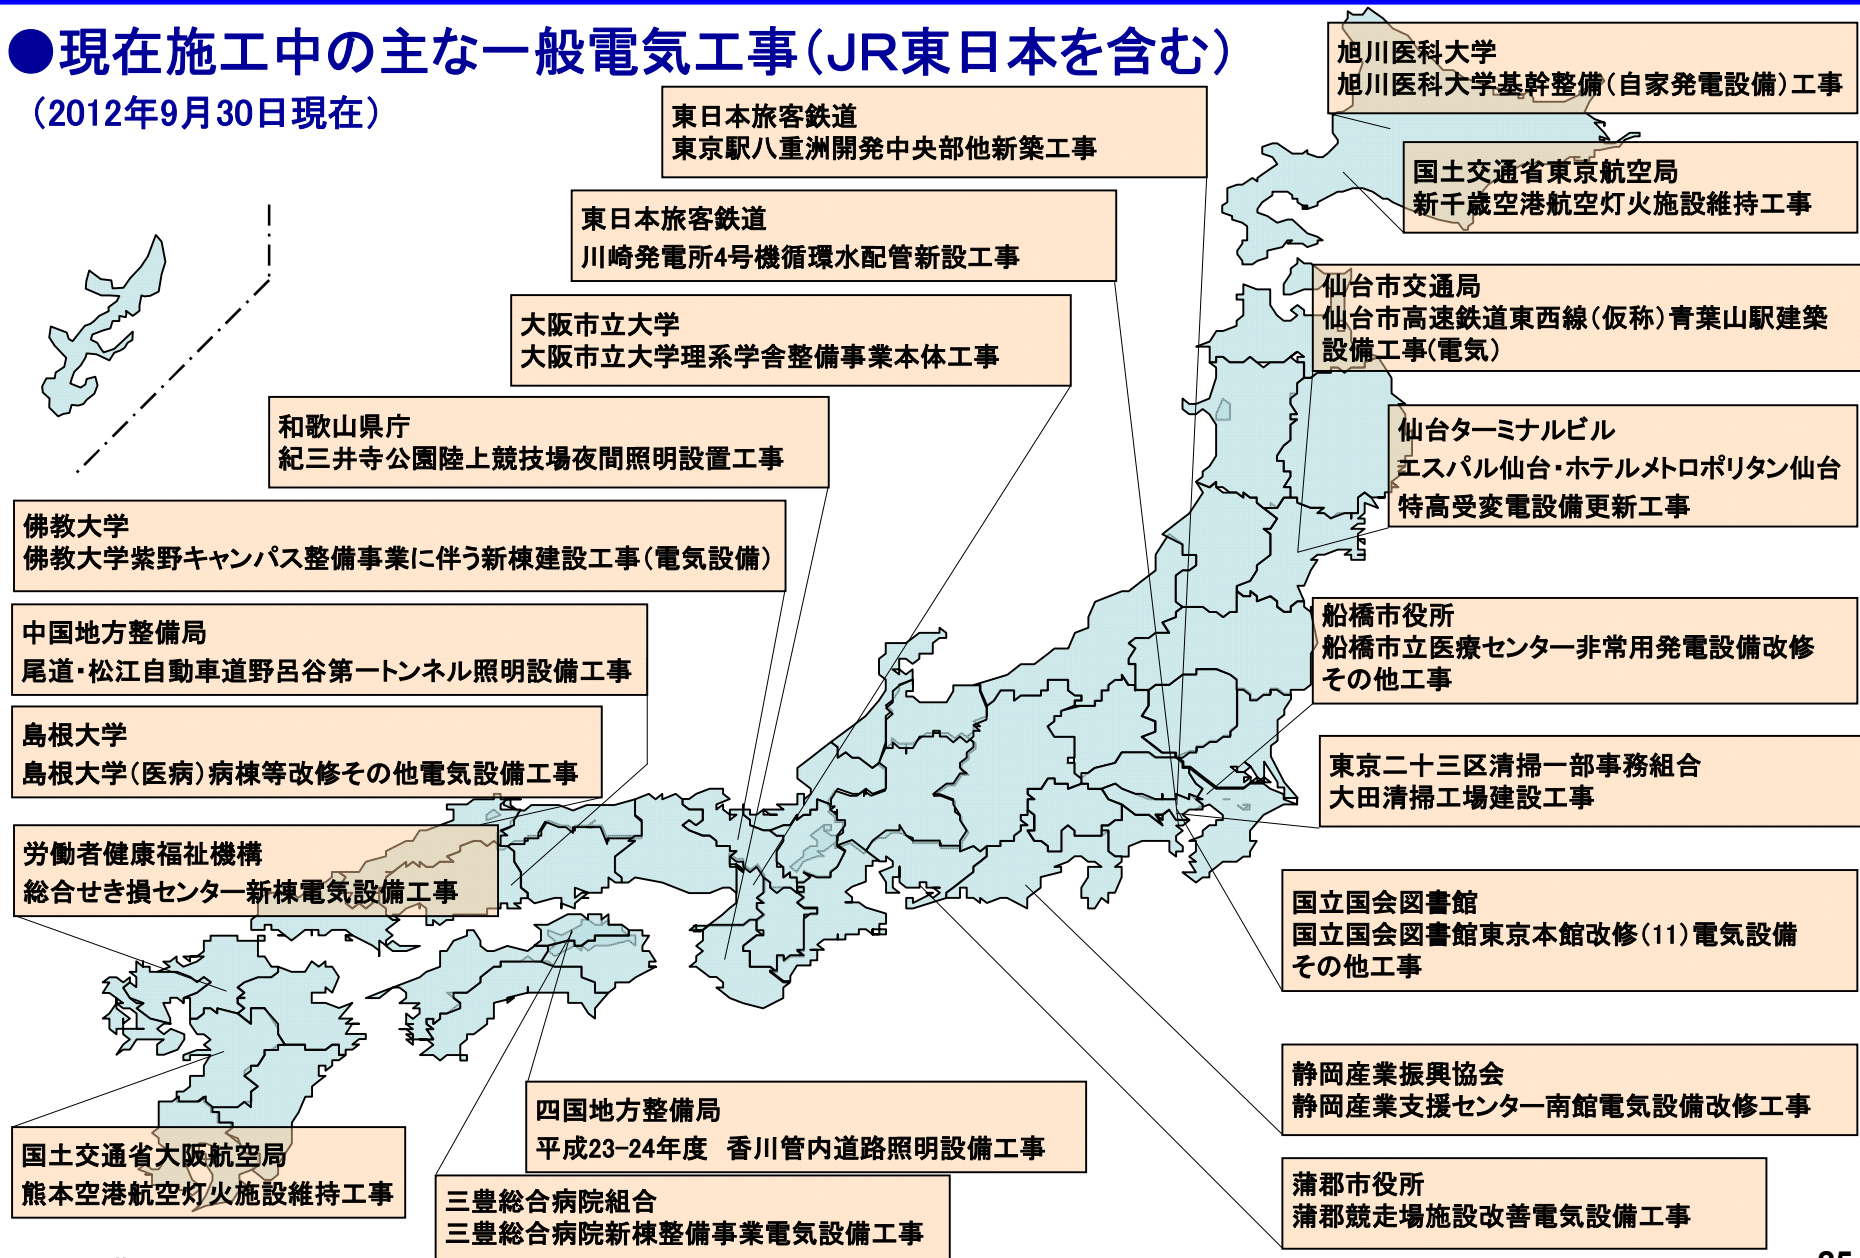 ●現在施工中の主な一般電気工事（JR東日本を含む）
（2012年9月30日現在）
旭川医科大学
旭川医科大学基幹整備（自家発電設備）工事
東日本旅客鉄道
東京駅八重洲開発中央部他新築工事
国土交通省東京航空局
新千歳空港航空灯火施設維持工事
東日本旅客鉄道
川崎発電所4号機循環水配管新設工事
仙台市交通局
仙台市高速鉄道東西線（仮称）青葉山駅建築
設備工事(電気）
大阪市立大学
大阪市立大学理系学舎整備事業本体工事
和歌山県庁
紀三井寺公園陸上競技場夜間照明設置工事
仙台ターミナルビル
エスパル仙台・ホテルメトロポリタン仙台
特高受変電設備更新工事
佛教大学
佛教大学紫野キャンパス整備事業に伴う新棟建設工事（電気設備）
中国地方整備局
尾道・松江自動車道野呂谷第一トンネル照明設備工事
船橋市役所
船橋市立医療センター非常用発電設備改修
その他工事
島根大学
島根大学（医病）病棟等改修その他電気設備工事
東京二十三区清掃一部事務組合
大田清掃工場建設工事
労働者健康福祉機構
総合せき損センター新棟電気設備工事
国立国会図書館
国立国会図書館東京本館改修（11）電気設備
その他工事
静岡産業振興協会
静岡産業支援センター南館電気設備改修工事
四国地方整備局
平成23-24年度　香川管内道路照明設備工事
国土交通省大阪航空局
熊本空港航空灯火施設維持工事
蒲郡市役所
蒲郡競走場施設改善電気設備工事
三豊総合病院組合
三豊総合病院新棟整備事業電気設備工事